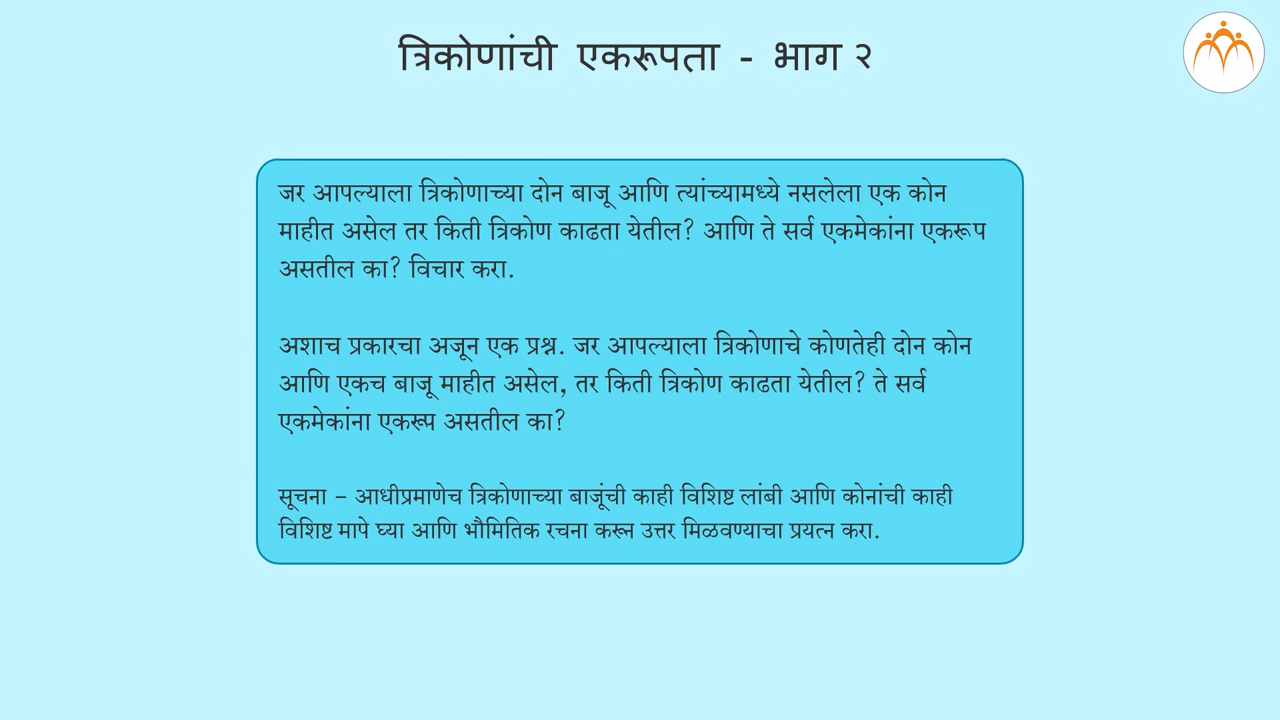 त्रिकोणांची एकरूपता - भाग २
जर आपल्याला त्रिकोणाच्या दोन बाजू आणि त्यांच्यामध्ये नसलेला एक कोन
माहीत असेल तर किती त्रिकोण काढता येतील? आणि ते सर्व एकमेकांना एकरूप
असतील का? विचार करा.
अशाच प्रकारचा अजून एक प्रश्न. जर आपल्याला त्रिकोणाचे कोणतेही दोन कोन
आणि एकच बाजू माहीत असेल, तर किती त्रिकोण काढता येतील? ते सर्व
एकमेकांना एकरूप असतील का?
सूचना – आधीप्रमाणेच त्रिकोणाच्या बाजूंची काही विशिष्ट लांबी आणि कोनांची काही
विशिष्ट मापे घ्या आणि भौमितिक रचना करून उत्तर मिळवण्याचा प्रयत्न करा.